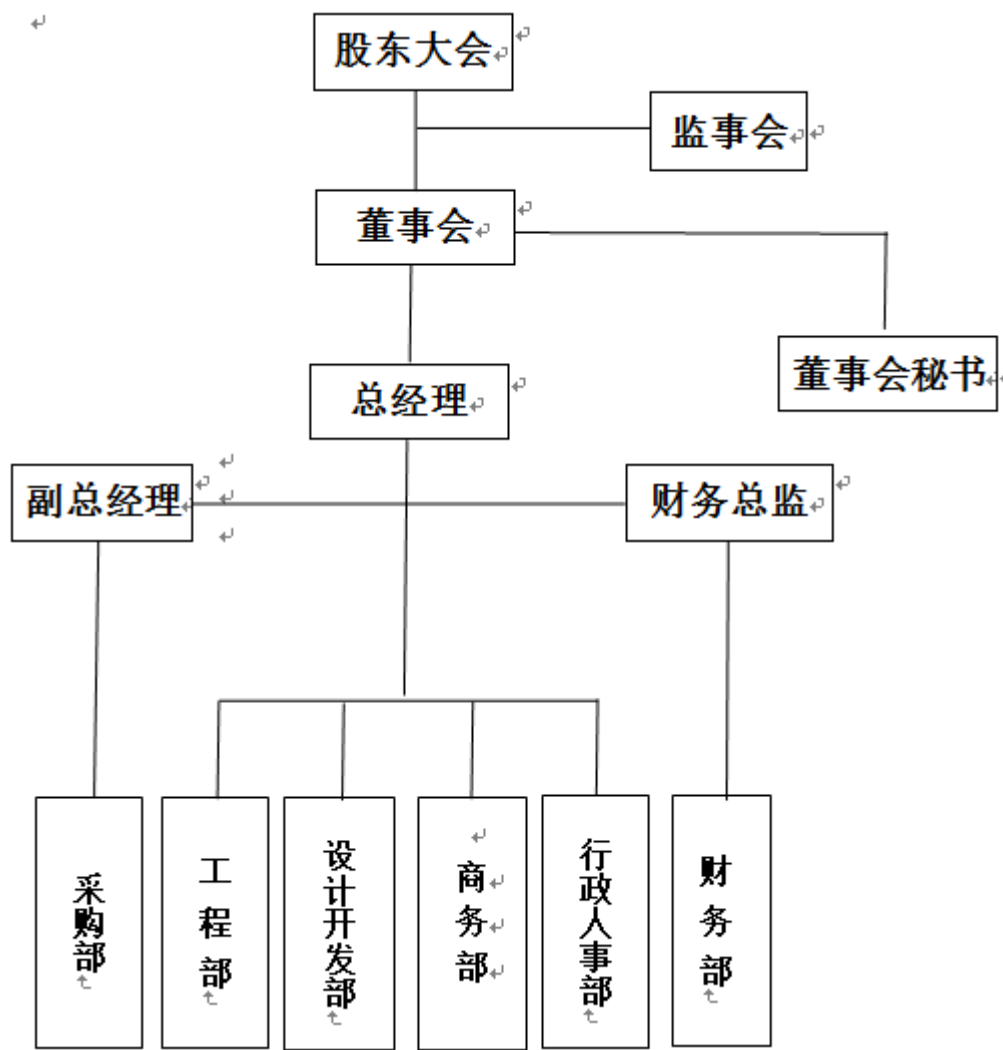 股东大会
监事会
董事会
董事会秘书
总经理
副总经理
财务总监
采购部
工程部
设计开发部
商务部
行政人事部
财务部